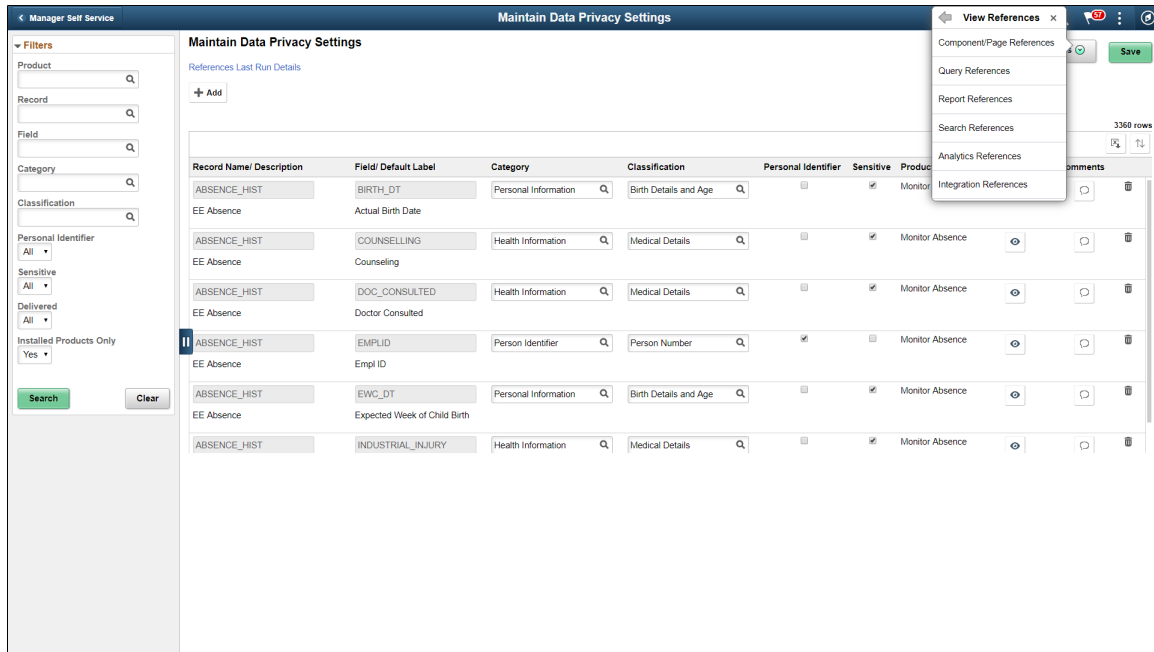 Manager Self Service
Maintain Data Privacy Settings
View References ×
57
Filters
Product
Record
Field
Category
Classification
Personal Identifier
All
Sensitive
All
Delivered
All
Installed Products Only
Yes
Search
Clear
Maintain Data Privacy Settings
References Last Run Details
+ Add
Component/Page References
Query References
Report References
Search References
Analytics References
Integration References
Save
3360 rows
Record Name/ Description Field/ Default Label Category Classification Personal Identifier Sensitive
ABSENCE_HIST BIRTH_DT Personal Information Birth Details and Age Monitor
EE Absence Actual Birth Date
ABSENCE_HIST COUNSELLING Health Information Medical Details Monitor Absence
EE Absence Counseling
ABSENCE_HIST DOC_CONSULTED Health Information Medical Details Monitor Absence
EE Absence Doctor Consulted
ABSENCE_HIST EMPLID Person Identifier Person Number Monitor Absence
EE Absence Empl ID
ABSENCE_HIST EWC_DT Personal Information Birth Details and Age Monitor Absence
EE Absence Expected Week of Child Birth
ABSENCE_HIST INDUSTRIAL_INJURY Health Information Medical Details Monitor Absence